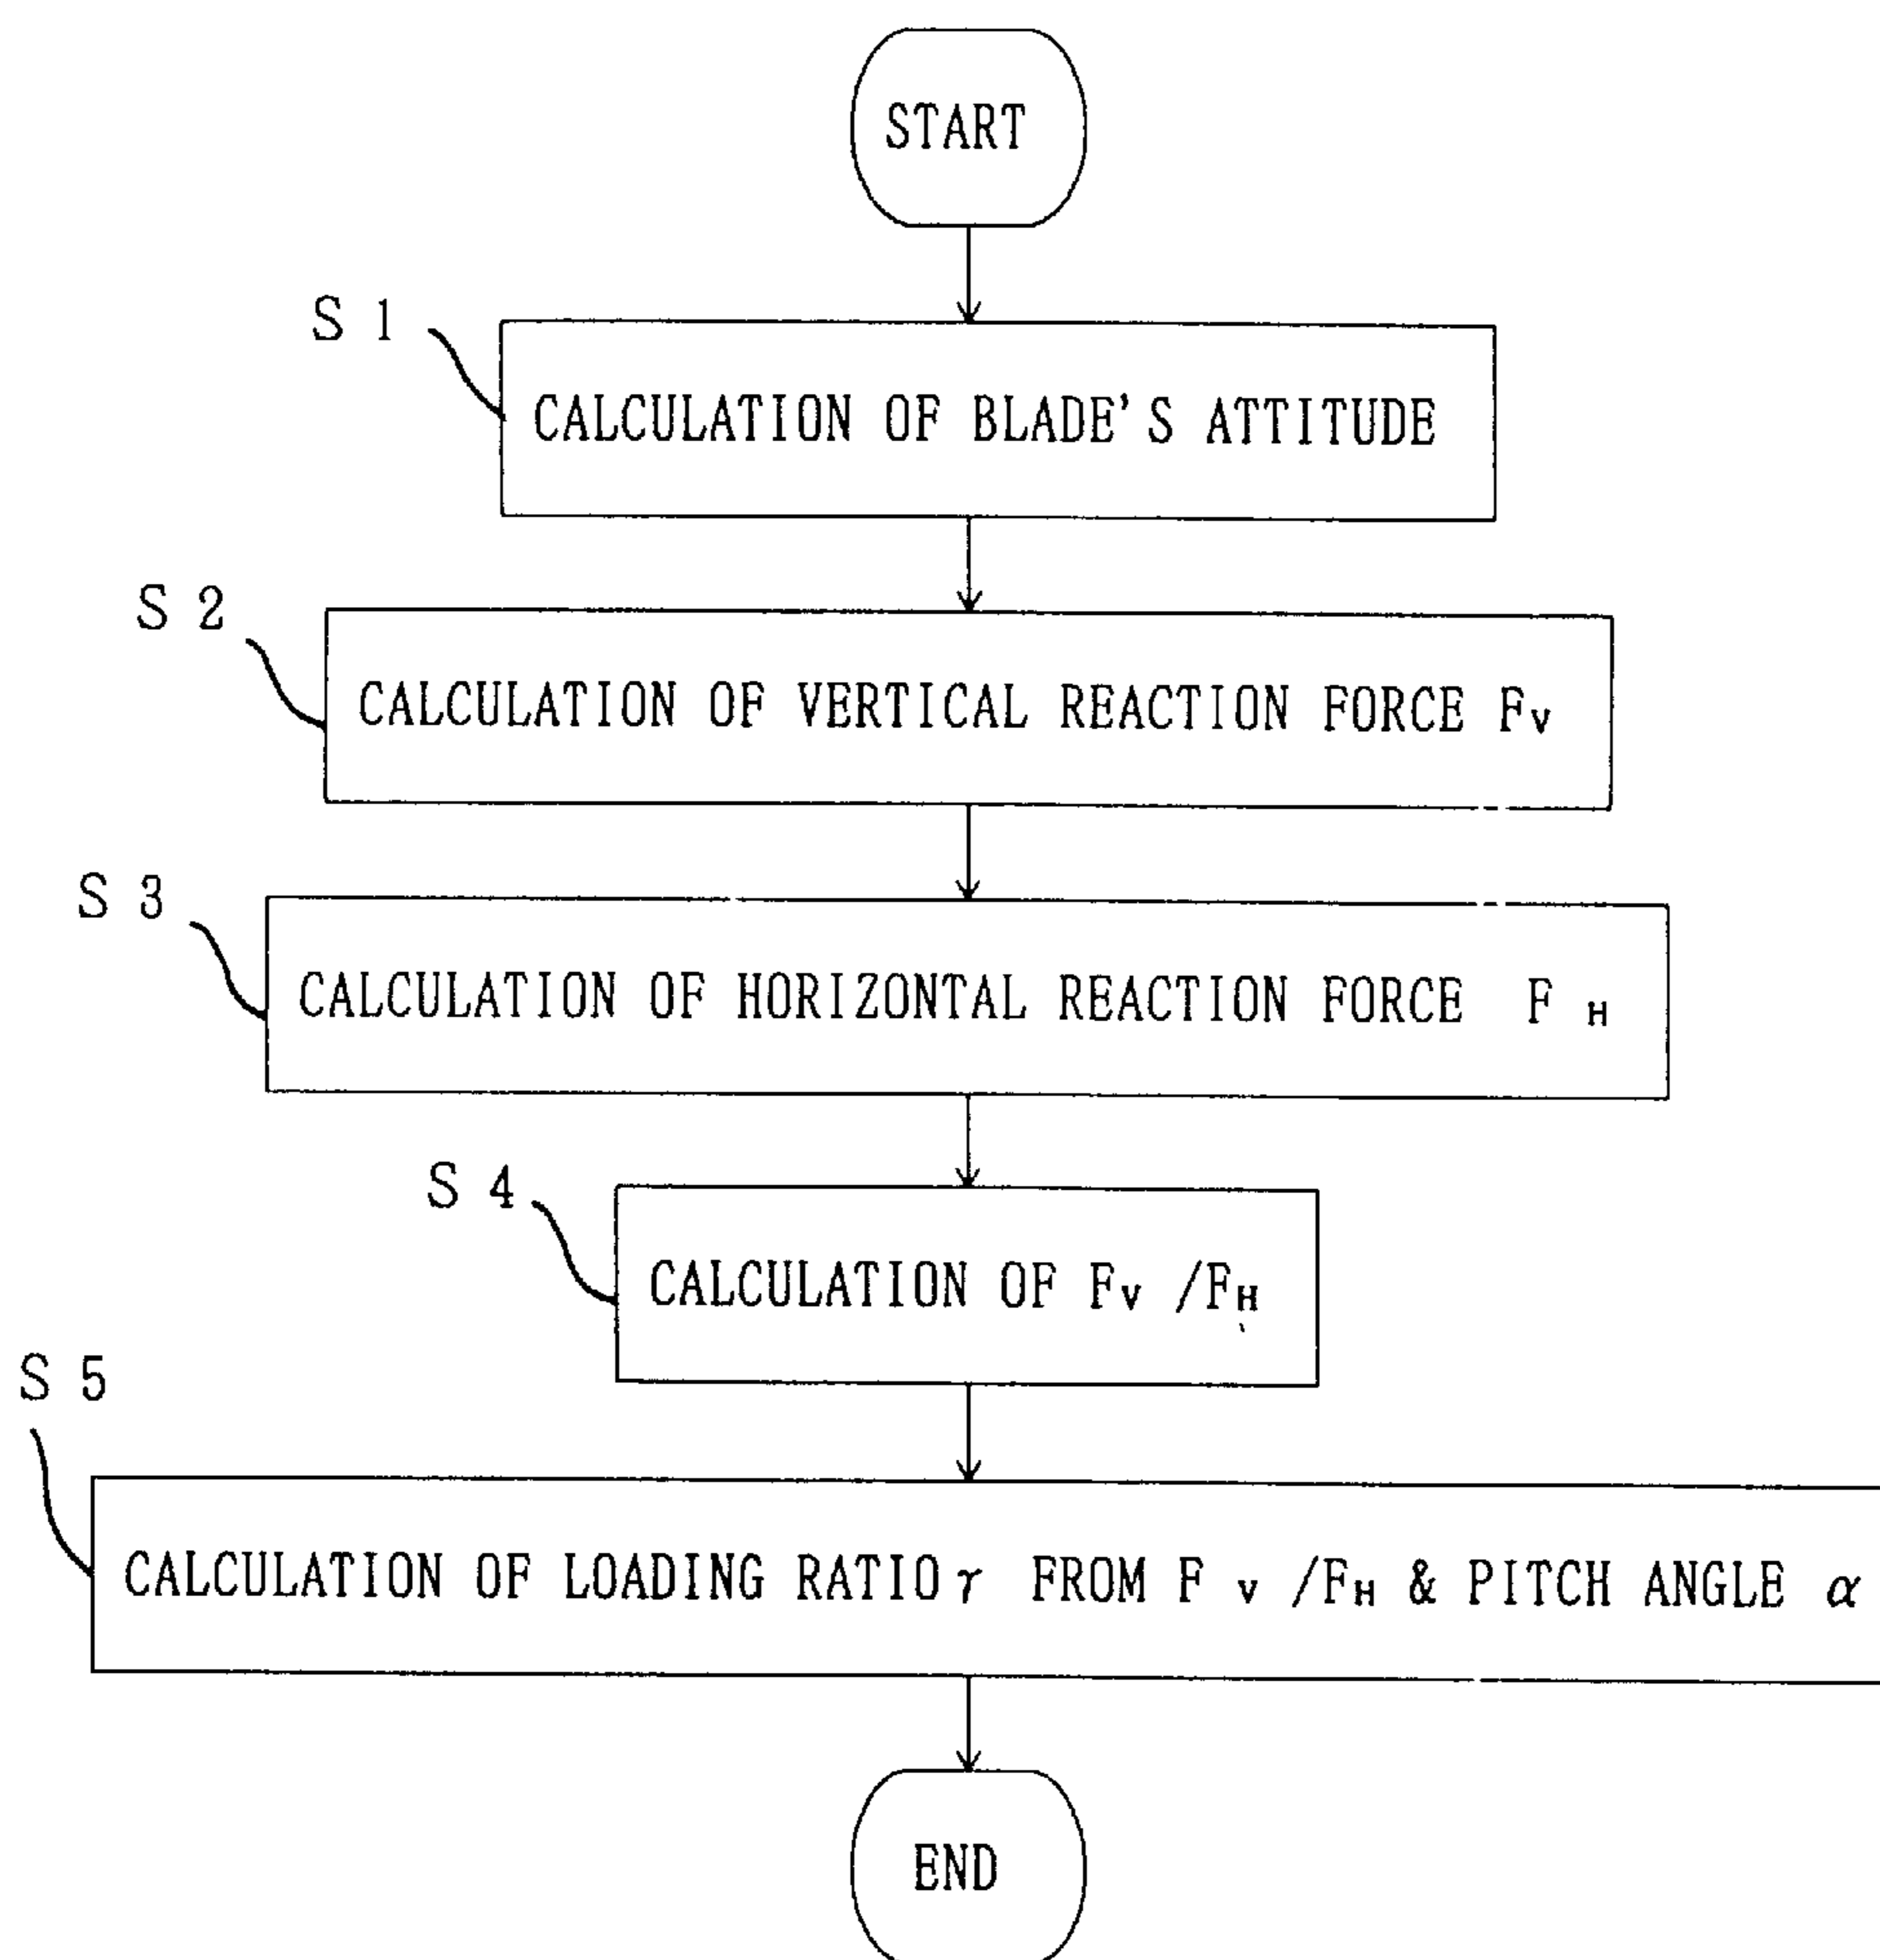 START
S 1
CALCULATION OF BLADE'S ATTITUDE
S 2
CALCULATION OF VERTICAL REACTION FORCE FV
S 3
CALCULATION OF HORIZONTAL REACTION FORCE F H
S 4
CALCULATION OF FV /FH
S 5
CALCULATION OF LOADING RATIO γ FROM F V /FH & PITCH ANGLE α
END